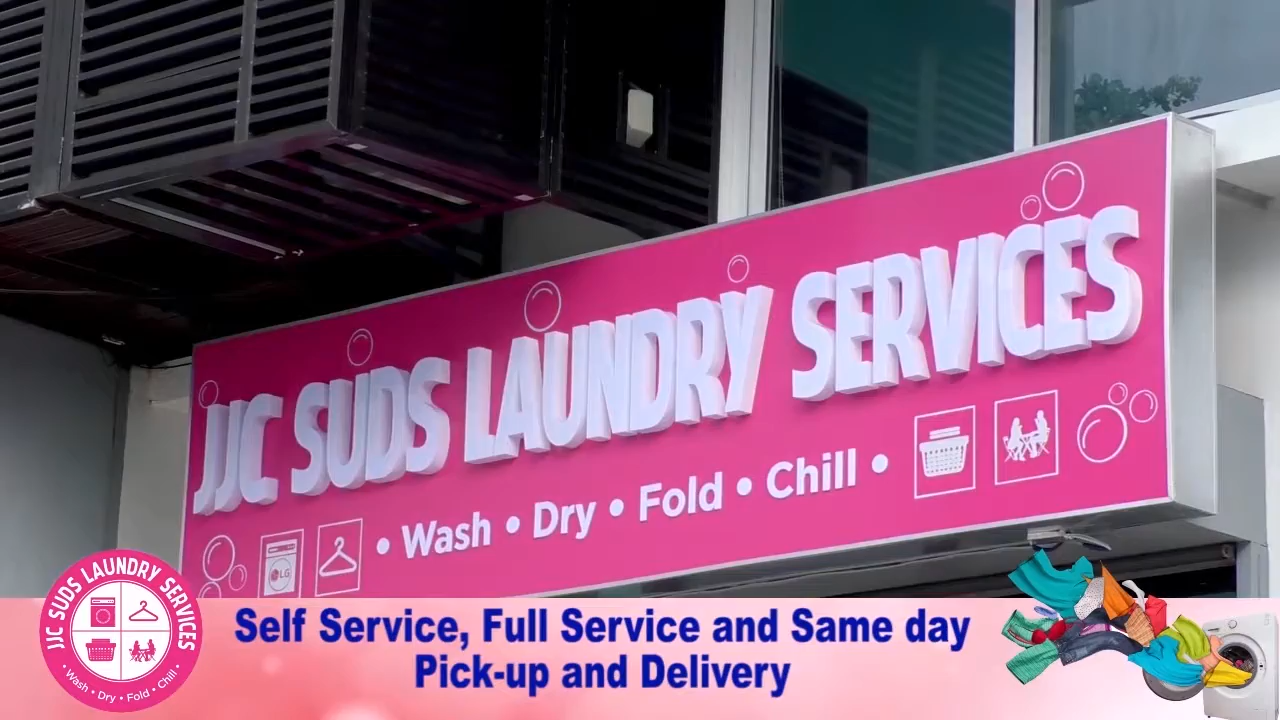 JJC SUDS LAUNDRY SERVICES
• Wash • Dry • Fold • Chill •
LG
JJC SUDS LAUNDRY SERVICES
• Wash • Dry • Fold • Chill •
Self Service, Full Service and Same day
Pick-up and Delivery